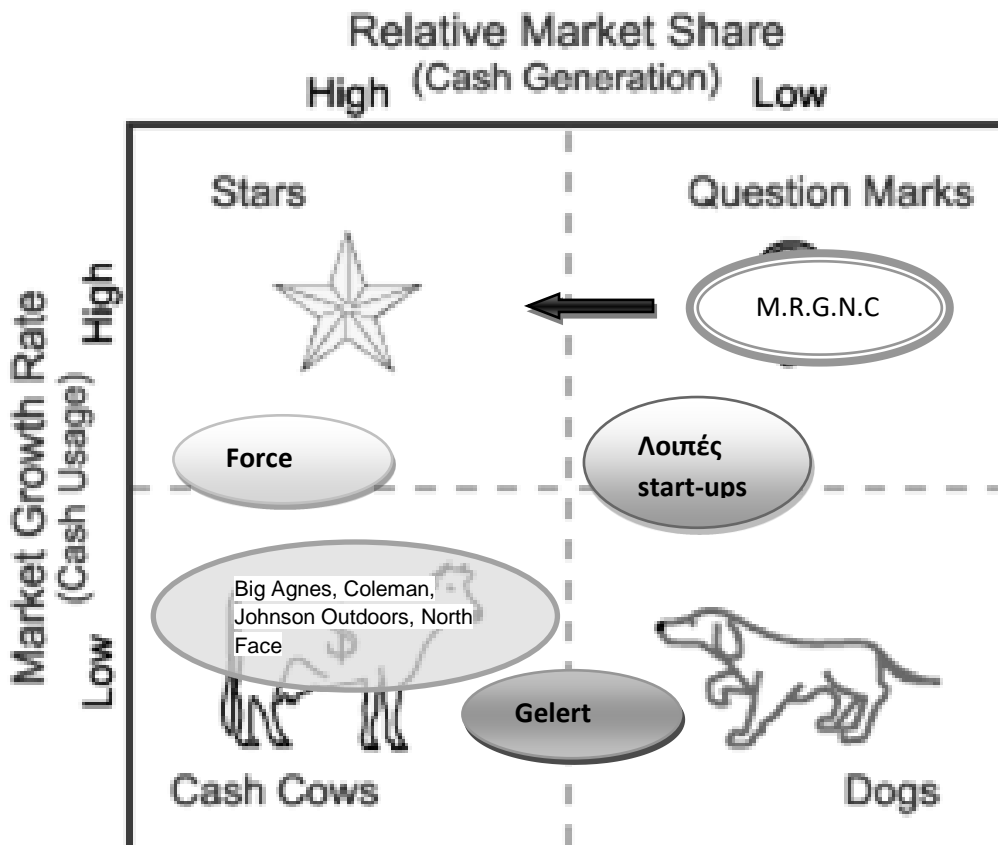 Relative Market Share
(Cash Generation)
High
Low
Stars
Question Marks
M.R.G.N.C
Market Growth Rate
(Cash Usage)
High
Low
Force
Λοιπές
start-ups
Big Agnes, Coleman,
Johnson Outdoors, North
Face
$
Gelert
Cash Cows
Dogs